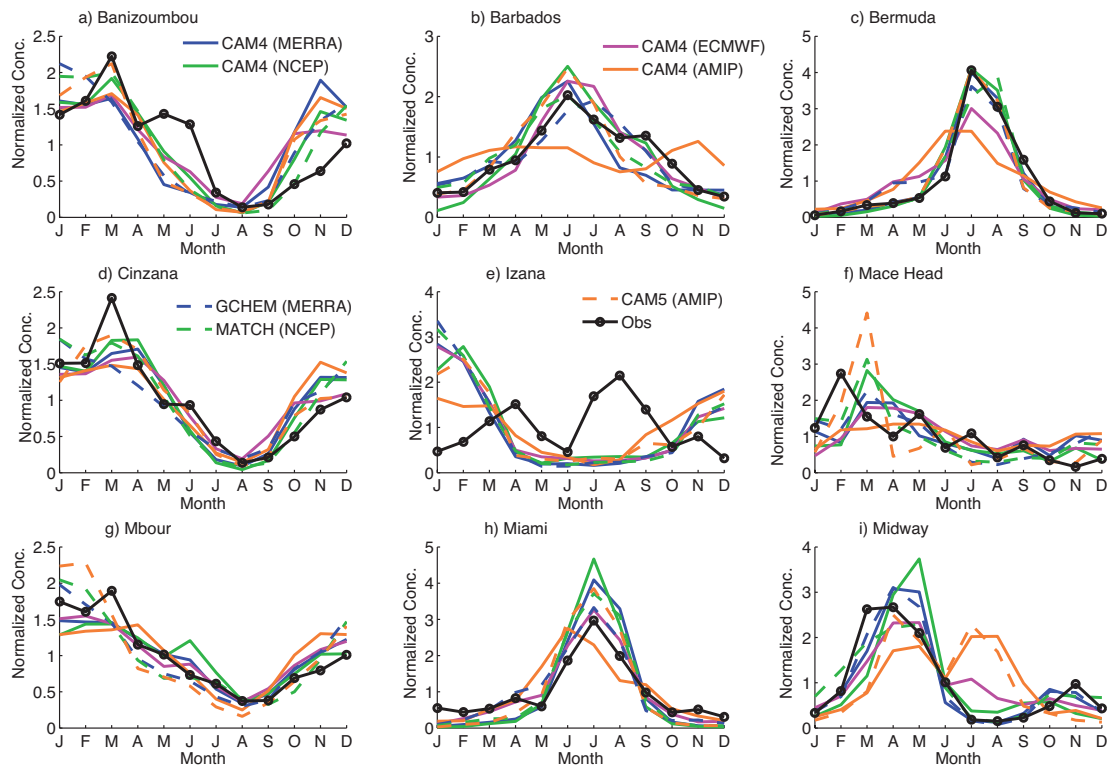 a) Banizoumbou
b) Barbados
c) Bermuda
2.5
2
1.5
1
0.5
0
Normalized Conc.
CAM4 (MERRA)
CAM4 (NCEP)
J F M A M J J A S O N D
Month
4
3
2
1
0
Normalized Conc.
CAM4 (ECMWF)
CAM4 (AMIP)
J F M A M J J A S O N D
Month
5
4
3
2
1
0
Normalized Conc.
J F M A M J J A S O N D
Month
d) Cinzana
e) Izana
f) Mace Head
2.5
2
1.5
1
0.5
0
Normalized Conc.
GCHEM (MERRA)
MATCH (NCEP)
J F M A M J J A S O N D
Month
4
3
2
1
0
Normalized Conc.
CAM5 (AMIP)
Obs
J F M A M J J A S O N D
Month
5
4
3
2
1
0
Normalized Conc.
J F M A M J J A S O N D
Month
g) Mbour
h) Miami
i) Midway
2.5
2
1.5
1
0.5
0
Normalized Conc.
J F M A M J J A S O N D
Month
5
4
3
2
1
0
Normalized Conc.
J F M A M J J A S O N D
Month
4
3
2
1
0
Normalized Conc.
J F M A M J J A S O N D
Month